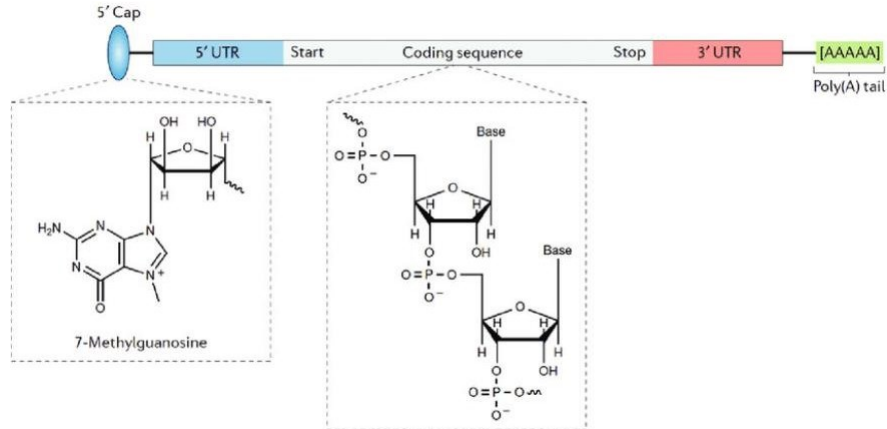 5′ Cap
5′ UTR Start Coding sequence Stop 3′ UTR [AAAAA]
Poly(A) tail
OH HO
H O H
H H
H₂N N N
N N⁺
O
7-Methylguanosine
O Base
O=P–O
O⁻
O
H H
H H
O OH
O=P–O Base
O⁻
O
H H
H H
O OH
O=P–O
O⁻